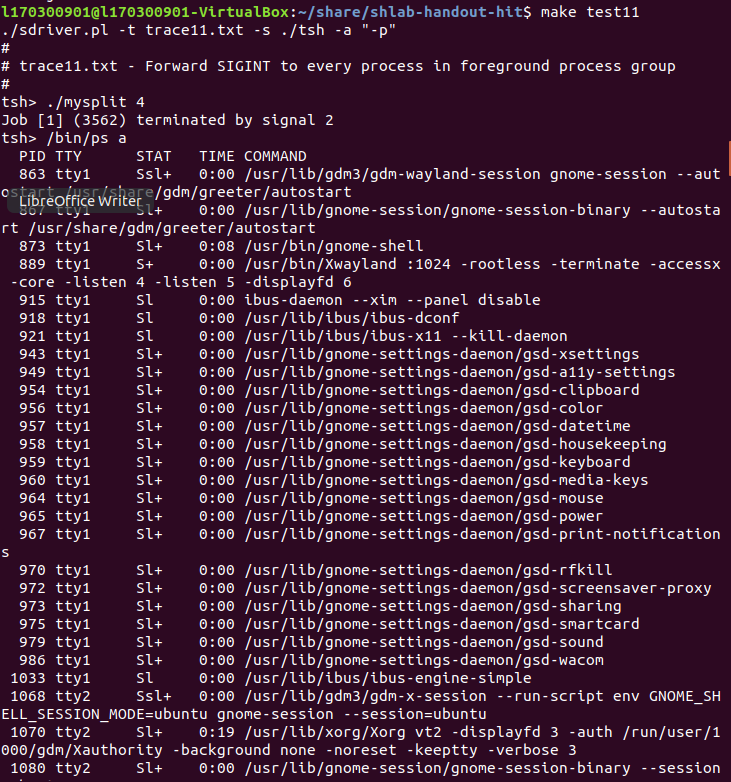 l170300901@l170300901-VirtualBox:~/share/shlab-handout-hit$ make test11
./sdriver.pl -t trace11.txt -s ./tsh -a "-p"
#
# trace11.txt - Forward SIGINT to every process in foreground process group
#
tsh> ./mysplit 4
Job [1] (3562) terminated by signal 2
tsh> /bin/ps a
PID TTY STAT TIME COMMAND
863 tty1 Ssl+ 0:00 /usr/lib/gdm3/gdm-wayland-session gnome-session --aut
ostart /usr/share/gdm/greeter/autostart
LibreOffice Writer
867 tty1 Sl+ 0:00 /usr/lib/gnome-session/gnome-session-binary --autosta
rt /usr/share/gdm/greeter/autostart
873 tty1 Sl+ 0:08 /usr/bin/gnome-shell
889 tty1 S+ 0:00 /usr/bin/Xwayland :1024 -rootless -terminate -accessx
-core -listen 4 -listen 5 -displayfd 6
915 tty1 Sl 0:00 ibus-daemon --xim --panel disable
918 tty1 Sl 0:00 /usr/lib/ibus/ibus-dconf
921 tty1 Sl 0:00 /usr/lib/ibus/ibus-x11 --kill-daemon
943 tty1 Sl+ 0:00 /usr/lib/gnome-settings-daemon/gsd-xsettings
949 tty1 Sl+ 0:00 /usr/lib/gnome-settings-daemon/gsd-a11y-settings
954 tty1 Sl+ 0:00 /usr/lib/gnome-settings-daemon/gsd-clipboard
956 tty1 Sl+ 0:00 /usr/lib/gnome-settings-daemon/gsd-color
957 tty1 Sl+ 0:00 /usr/lib/gnome-settings-daemon/gsd-datetime
958 tty1 Sl+ 0:00 /usr/lib/gnome-settings-daemon/gsd-housekeeping
959 tty1 Sl+ 0:00 /usr/lib/gnome-settings-daemon/gsd-keyboard
960 tty1 Sl+ 0:00 /usr/lib/gnome-settings-daemon/gsd-media-keys
964 tty1 Sl+ 0:00 /usr/lib/gnome-settings-daemon/gsd-mouse
965 tty1 Sl+ 0:00 /usr/lib/gnome-settings-daemon/gsd-power
967 tty1 Sl+ 0:00 /usr/lib/gnome-settings-daemon/gsd-print-notification
s
970 tty1 Sl+ 0:00 /usr/lib/gnome-settings-daemon/gsd-rfkill
972 tty1 Sl+ 0:00 /usr/lib/gnome-settings-daemon/gsd-screensaver-proxy
973 tty1 Sl+ 0:00 /usr/lib/gnome-settings-daemon/gsd-sharing
975 tty1 Sl+ 0:00 /usr/lib/gnome-settings-daemon/gsd-smartcard
979 tty1 Sl+ 0:00 /usr/lib/gnome-settings-daemon/gsd-sound
986 tty1 Sl+ 0:00 /usr/lib/gnome-settings-daemon/gsd-wacom
1033 tty1 Sl 0:00 /usr/lib/ibus/ibus-engine-simple
1068 tty2 Ssl+ 0:00 /usr/lib/gdm3/gdm-x-session --run-script env GNOME_SH
ELL_SESSION_MODE=ubuntu gnome-session --session=ubuntu
1070 tty2 Sl+ 0:19 /usr/lib/xorg/Xorg vt2 -displayfd 3 -auth /run/user/1
000/gdm/Xauthority -background none -noreset -keeptty -verbose 3
1080 tty2 Sl+ 0:00 /usr/lib/gnome-session/gnome-session-binary --session